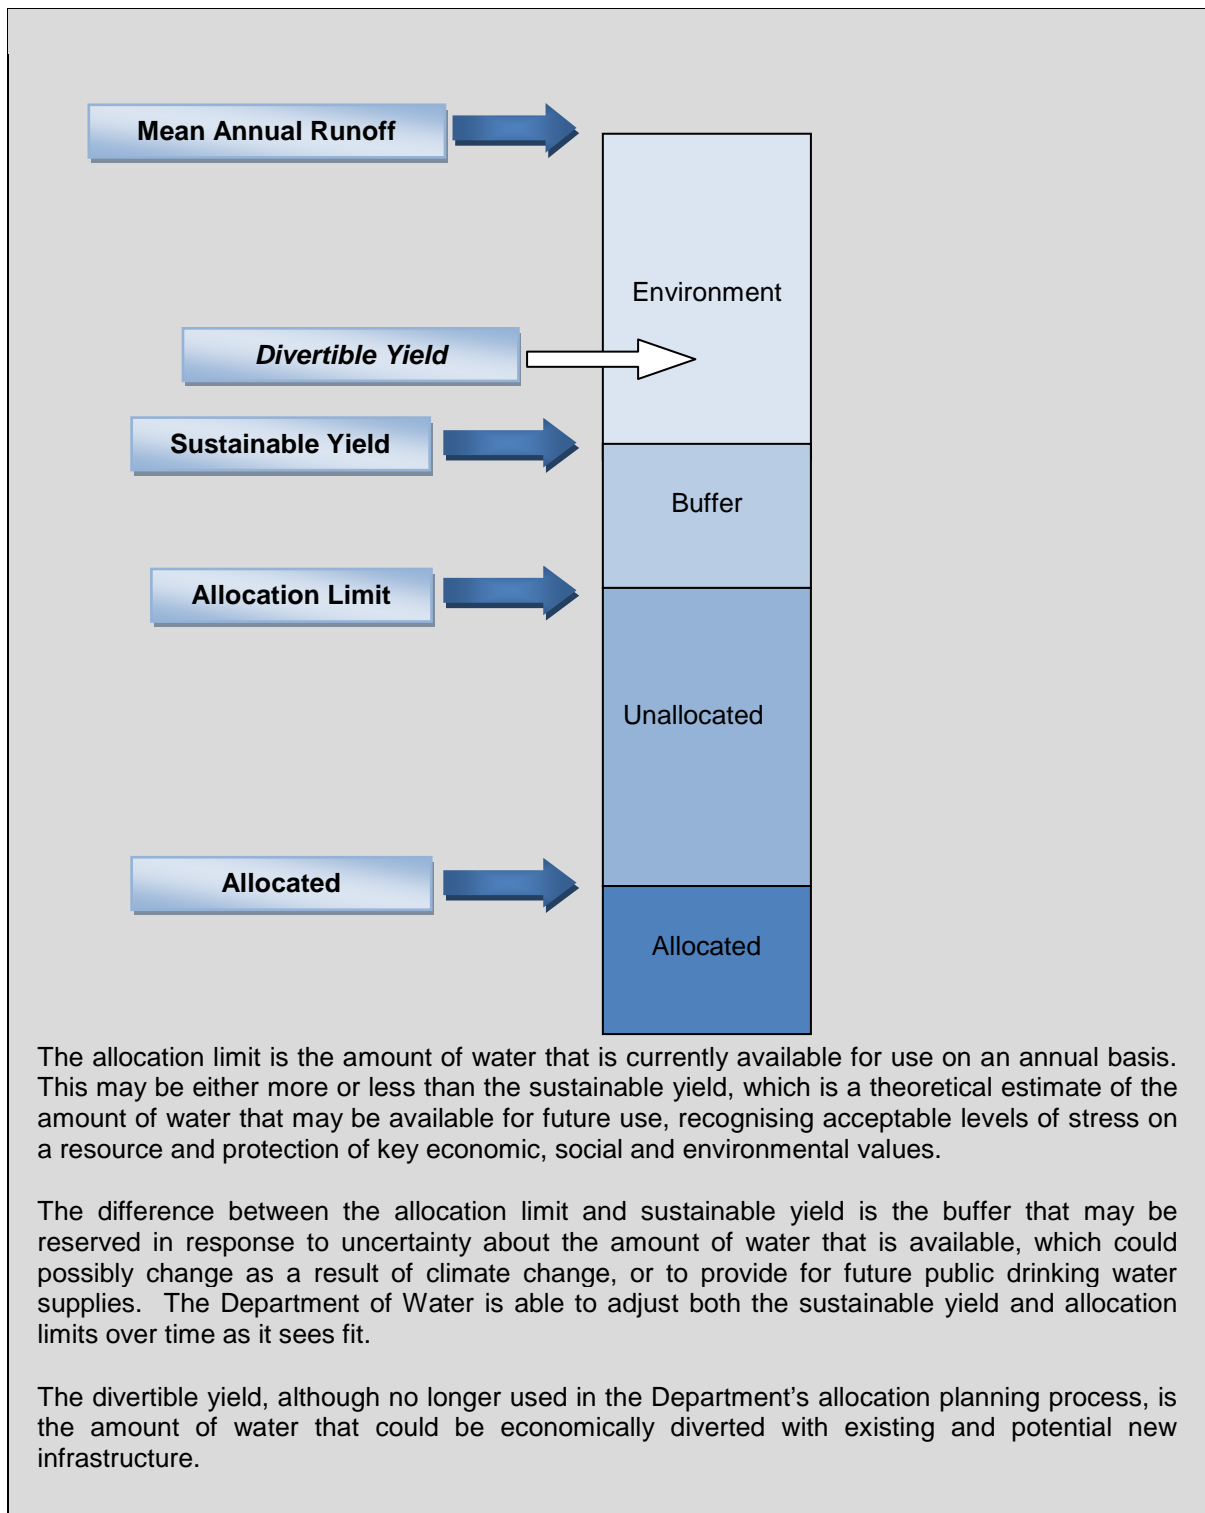 Mean Annual Runoff
Environment
Divertible Yield
Sustainable Yield
Buffer
Allocation Limit
Unallocated
Allocated
Allocated
The allocation limit is the amount of water that is currently available for use on an annual basis.
This may be either more or less than the sustainable yield, which is a theoretical estimate of the
amount of water that may be available for future use, recognising acceptable levels of stress on
a resource and protection of key economic, social and environmental values.
The difference between the allocation limit and sustainable yield is the buffer that may be
reserved in response to uncertainty about the amount of water that is available, which could
possibly change as a result of climate change, or to provide for future public drinking water
supplies. The Department of Water is able to adjust both the sustainable yield and allocation
limits over time as it sees fit.
The divertible yield, although no longer used in the Department's allocation planning process, is
the amount of water that could be economically diverted with existing and potential new
infrastructure.